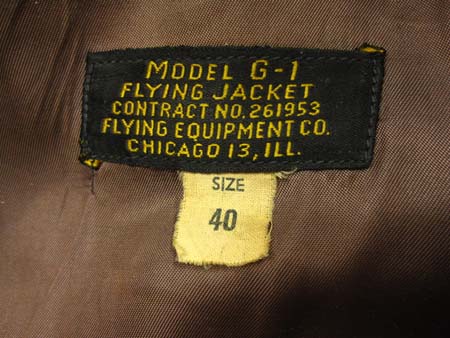 MODEL G-1
FLYING JACKET
CONTRACT NO. 261953
FLYING EQUIPMENT CO.
CHICAGO 13, ILL.
SIZE
40